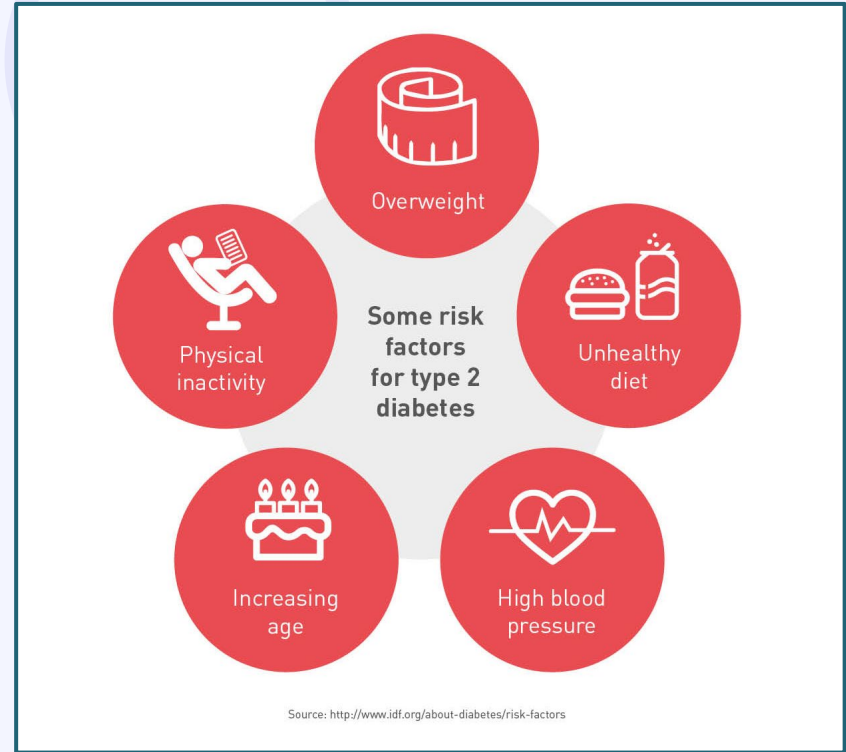 Overweight
Unhealthy
diet
High blood
pressure
Increasing
age
Physical
inactivity
Some risk
factors
for type 2
diabetes
Source: http://www.idf.org/about-diabetes/risk-factors